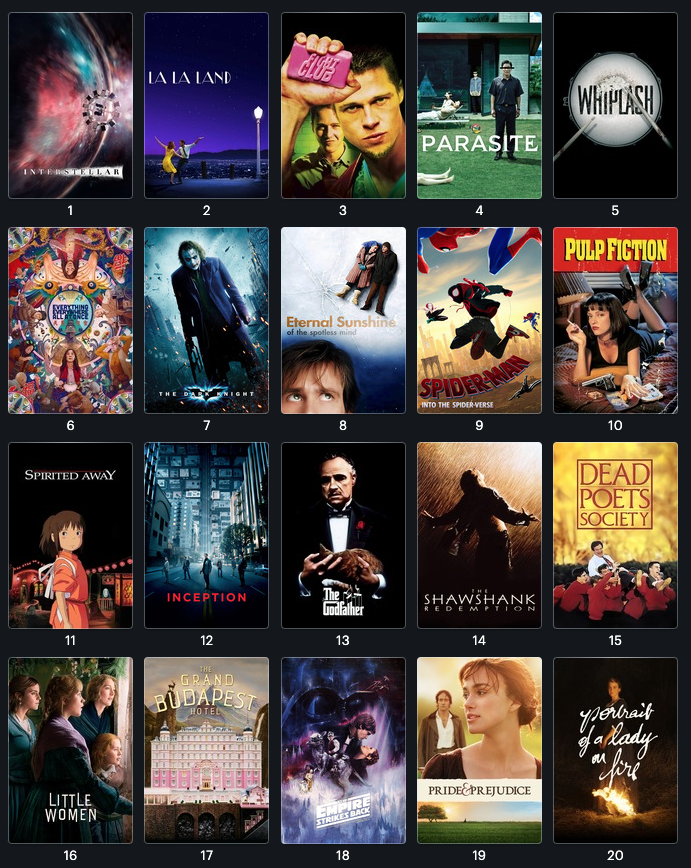 INTERSTELLAR
LA LA LAND
FIGHT
CLUB
PARASITE
WHIPLASH
1
2
3
4
5
EVERYTHING
EVERYWHERE
ALL AT ONCE
THE DARK KNIGHT
Eternal Sunshine
of the spotless mind
SPIDER-MAN
INTO THE SPIDER-VERSE
PULP FICTION
6
7
8
9
10
SPIRITED AWAY
INCEPTION
The
Godfather
THE
SHAWSHANK
REDEMPTION
DEAD
POETS
SOCIETY
11
12
13
14
15
LITTLE
WOMEN
THE
GRAND
BUDAPEST
HOTEL
THE
EMPIRE
STRIKES BACK
PRIDE & PREJUDICE
portrait
of a lady
on
fire
16
17
18
19
20